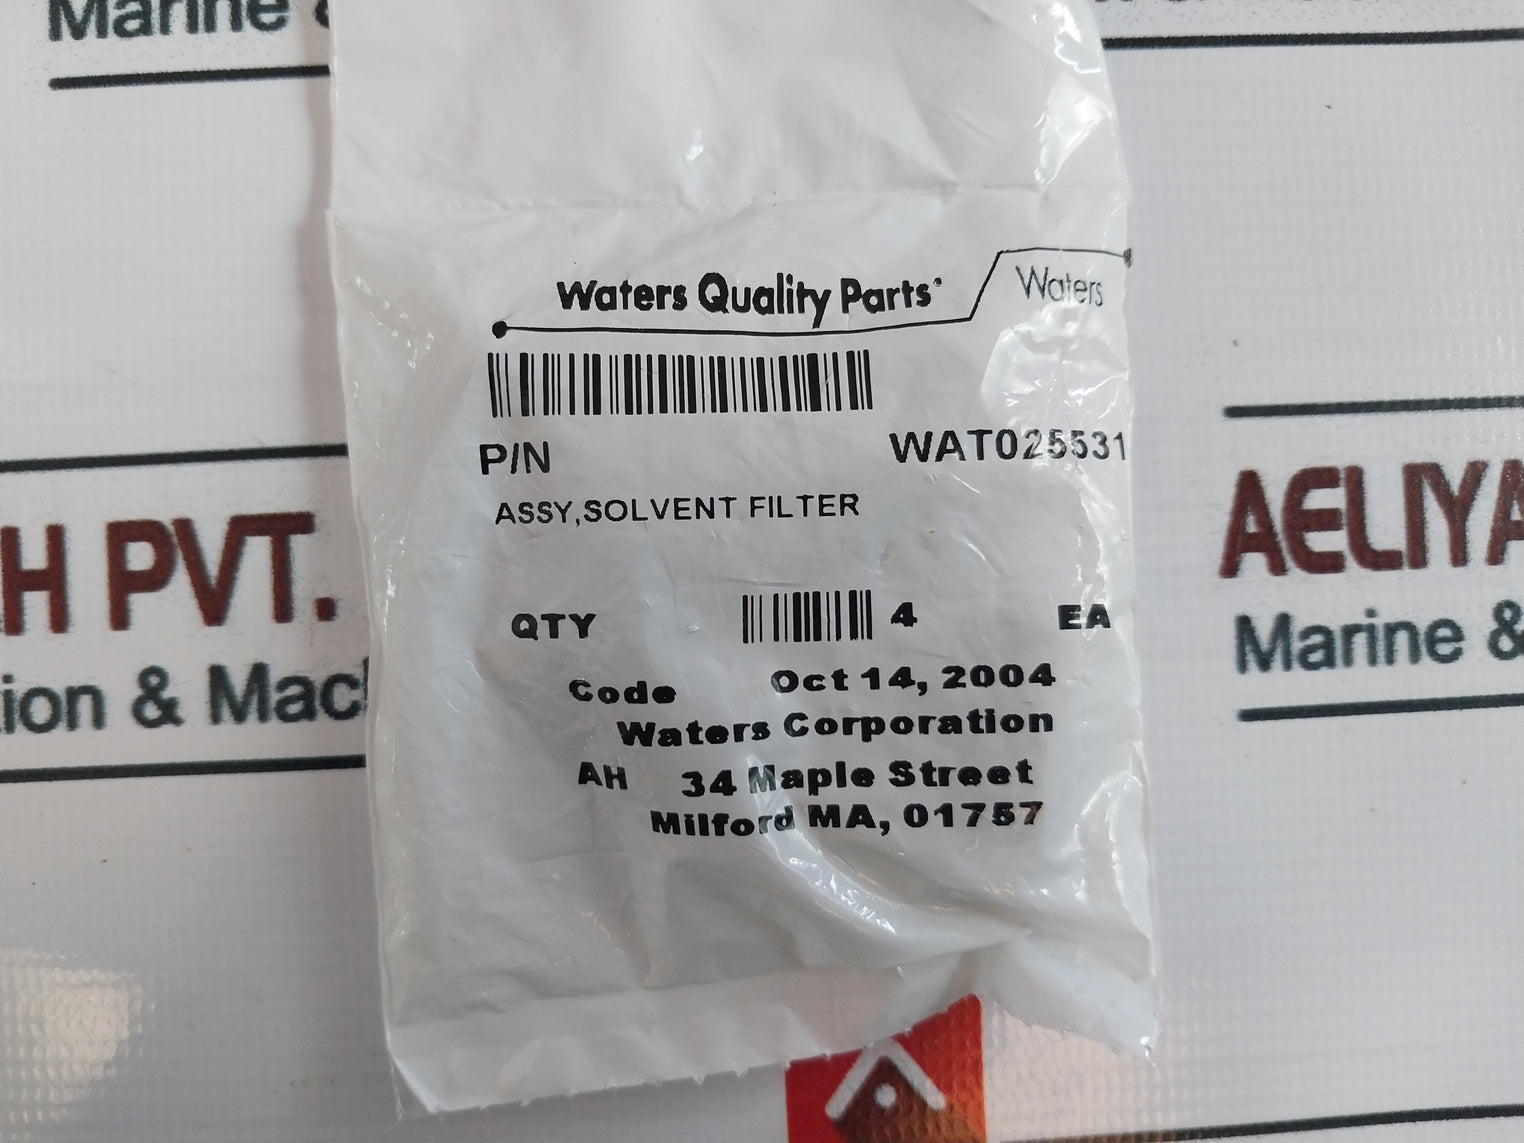 Marine &
Waters Quality Parts
Waters
P/N WAT025531
ASSY,SOLVENT FILTER
QTY 4 EA
Code Oct 14, 2004
Waters Corporation
AH 34 Maple Street
Milford MA, 01757
H PVT.
tion & Mac
AELIYA
Marine &